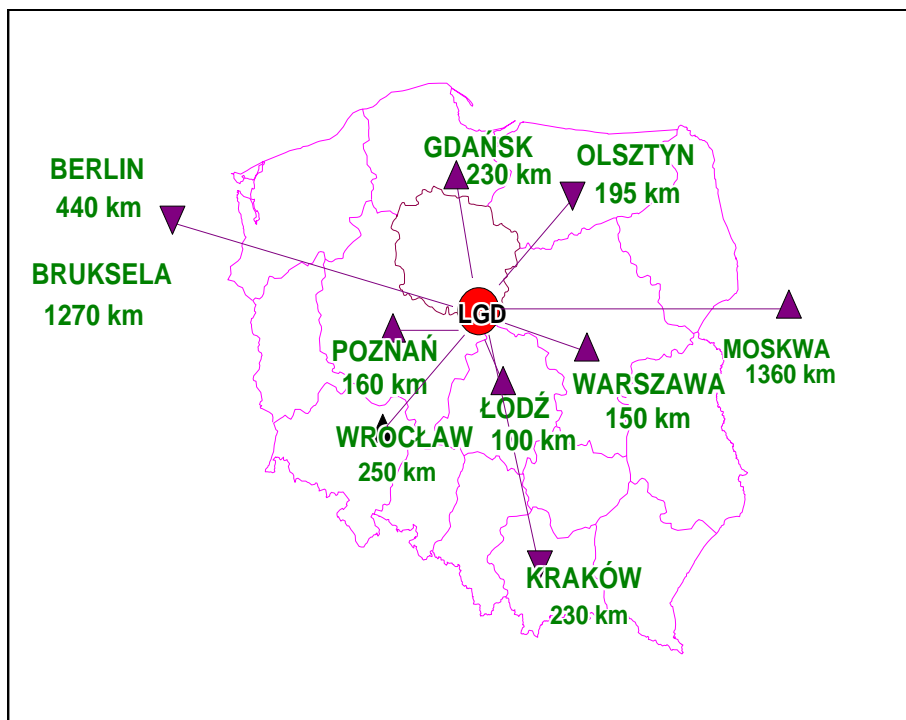 GDAŃSK
230 km
OLSZTYN
195 km
BERLIN
440 km
BRUKSELA
1270 km
LGD
MOSKWA
1360 km
POZNAŃ
160 km
WARSZAWA
150 km
ŁODŹ
100 km
WROCŁAW
250 km
KRAKÓW
230 km